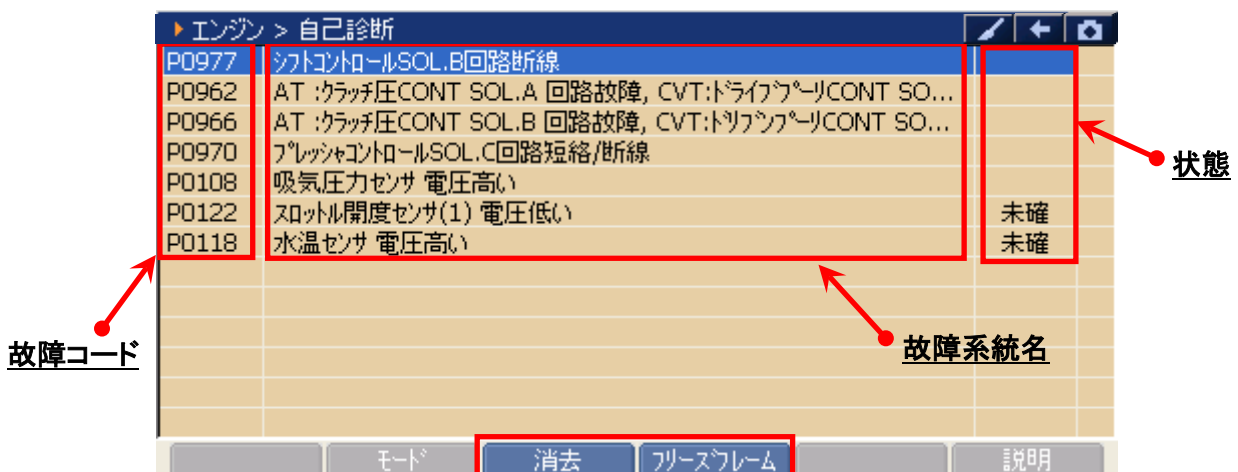 エンジン > 自己診断
P0977 シフトコントロールSOL.B回路断線
P0962 AT :クラッチ圧CONT SOL.A 回路故障, CVT:ドライブプーリCONT SO...
P0966 AT :クラッチ圧CONT SOL.B 回路故障, CVT:ドリブンプーリCONT SO...
P0970 プレッシャコントロールSOL.C回路短絡/断線
P0108 吸気圧力センサ 電圧高い
P0122 スロットル開度センサ(1) 電圧低い 未確
P0118 水温センサ 電圧高い 未確
状態
故障コード
故障系統名
モード 消去 フリーズフレーム 説明